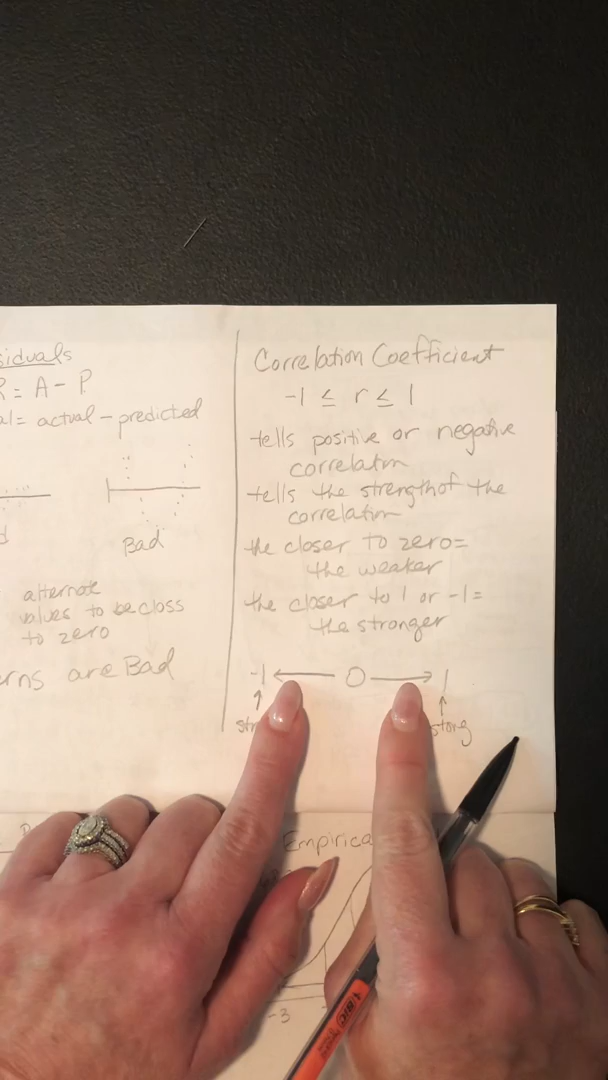 siduals
R = A - P
al = actual - predicted
d
Bad
alternate
values to be close
to zero
rns are Bad
Correlation Coefficient
-1 ≤ r ≤ 1
tells positive or negative
correlation
tells the strength of the
correlation
the closer to zero =
the weaker
the closer to 1 or -1 =
the stronger
-1 0 1
str strong
Empirica
-3
BIC